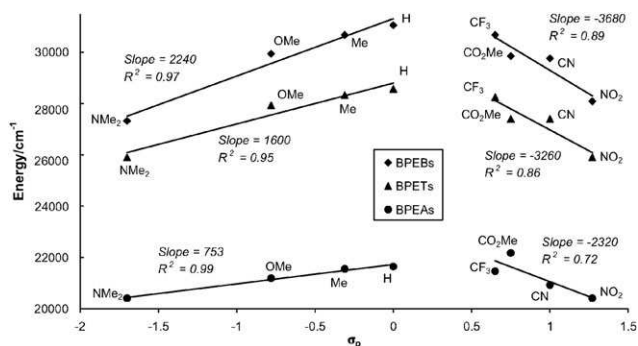 H
CF₃
Slope = -3680
R² = 0.89
30000
OMe
Me
CO₂Me
CN
Slope = 2240
R² = 0.97
H
CF₃
NO₂
28000
NMe₂
OMe
Me
CO₂Me
CN
26000
NMe₂
Slope = 1600
R² = 0.95
Slope = -3260
R² = 0.86
NO₂
BPEBs
BPETs
BPEAs
24000
Energy/cm⁻¹
Slope = 753
R² = 0.99
CO₂Me
Slope = -2320
R² = 0.72
22000
OMe
Me
H
CF₃
CN
NO₂
NMe₂
20000
-2
-1.5
-1
-0.5
0
0.5
1
1.5
σₚ